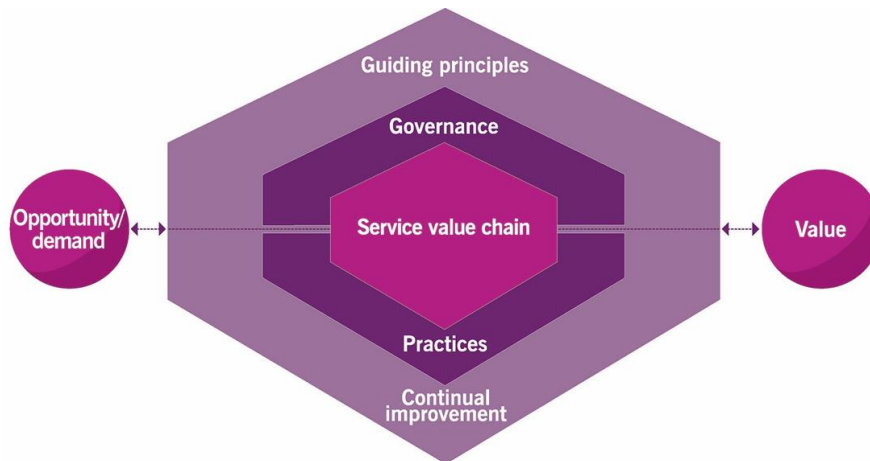 Guiding principles
Governance
Opportunity/
demand
Service value chain
Value
Practices
Continual
improvement